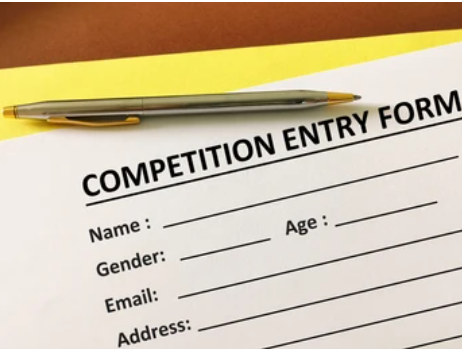 COMPETITION ENTRY FORM
Name :
Gender: Age :
Email:
Address: